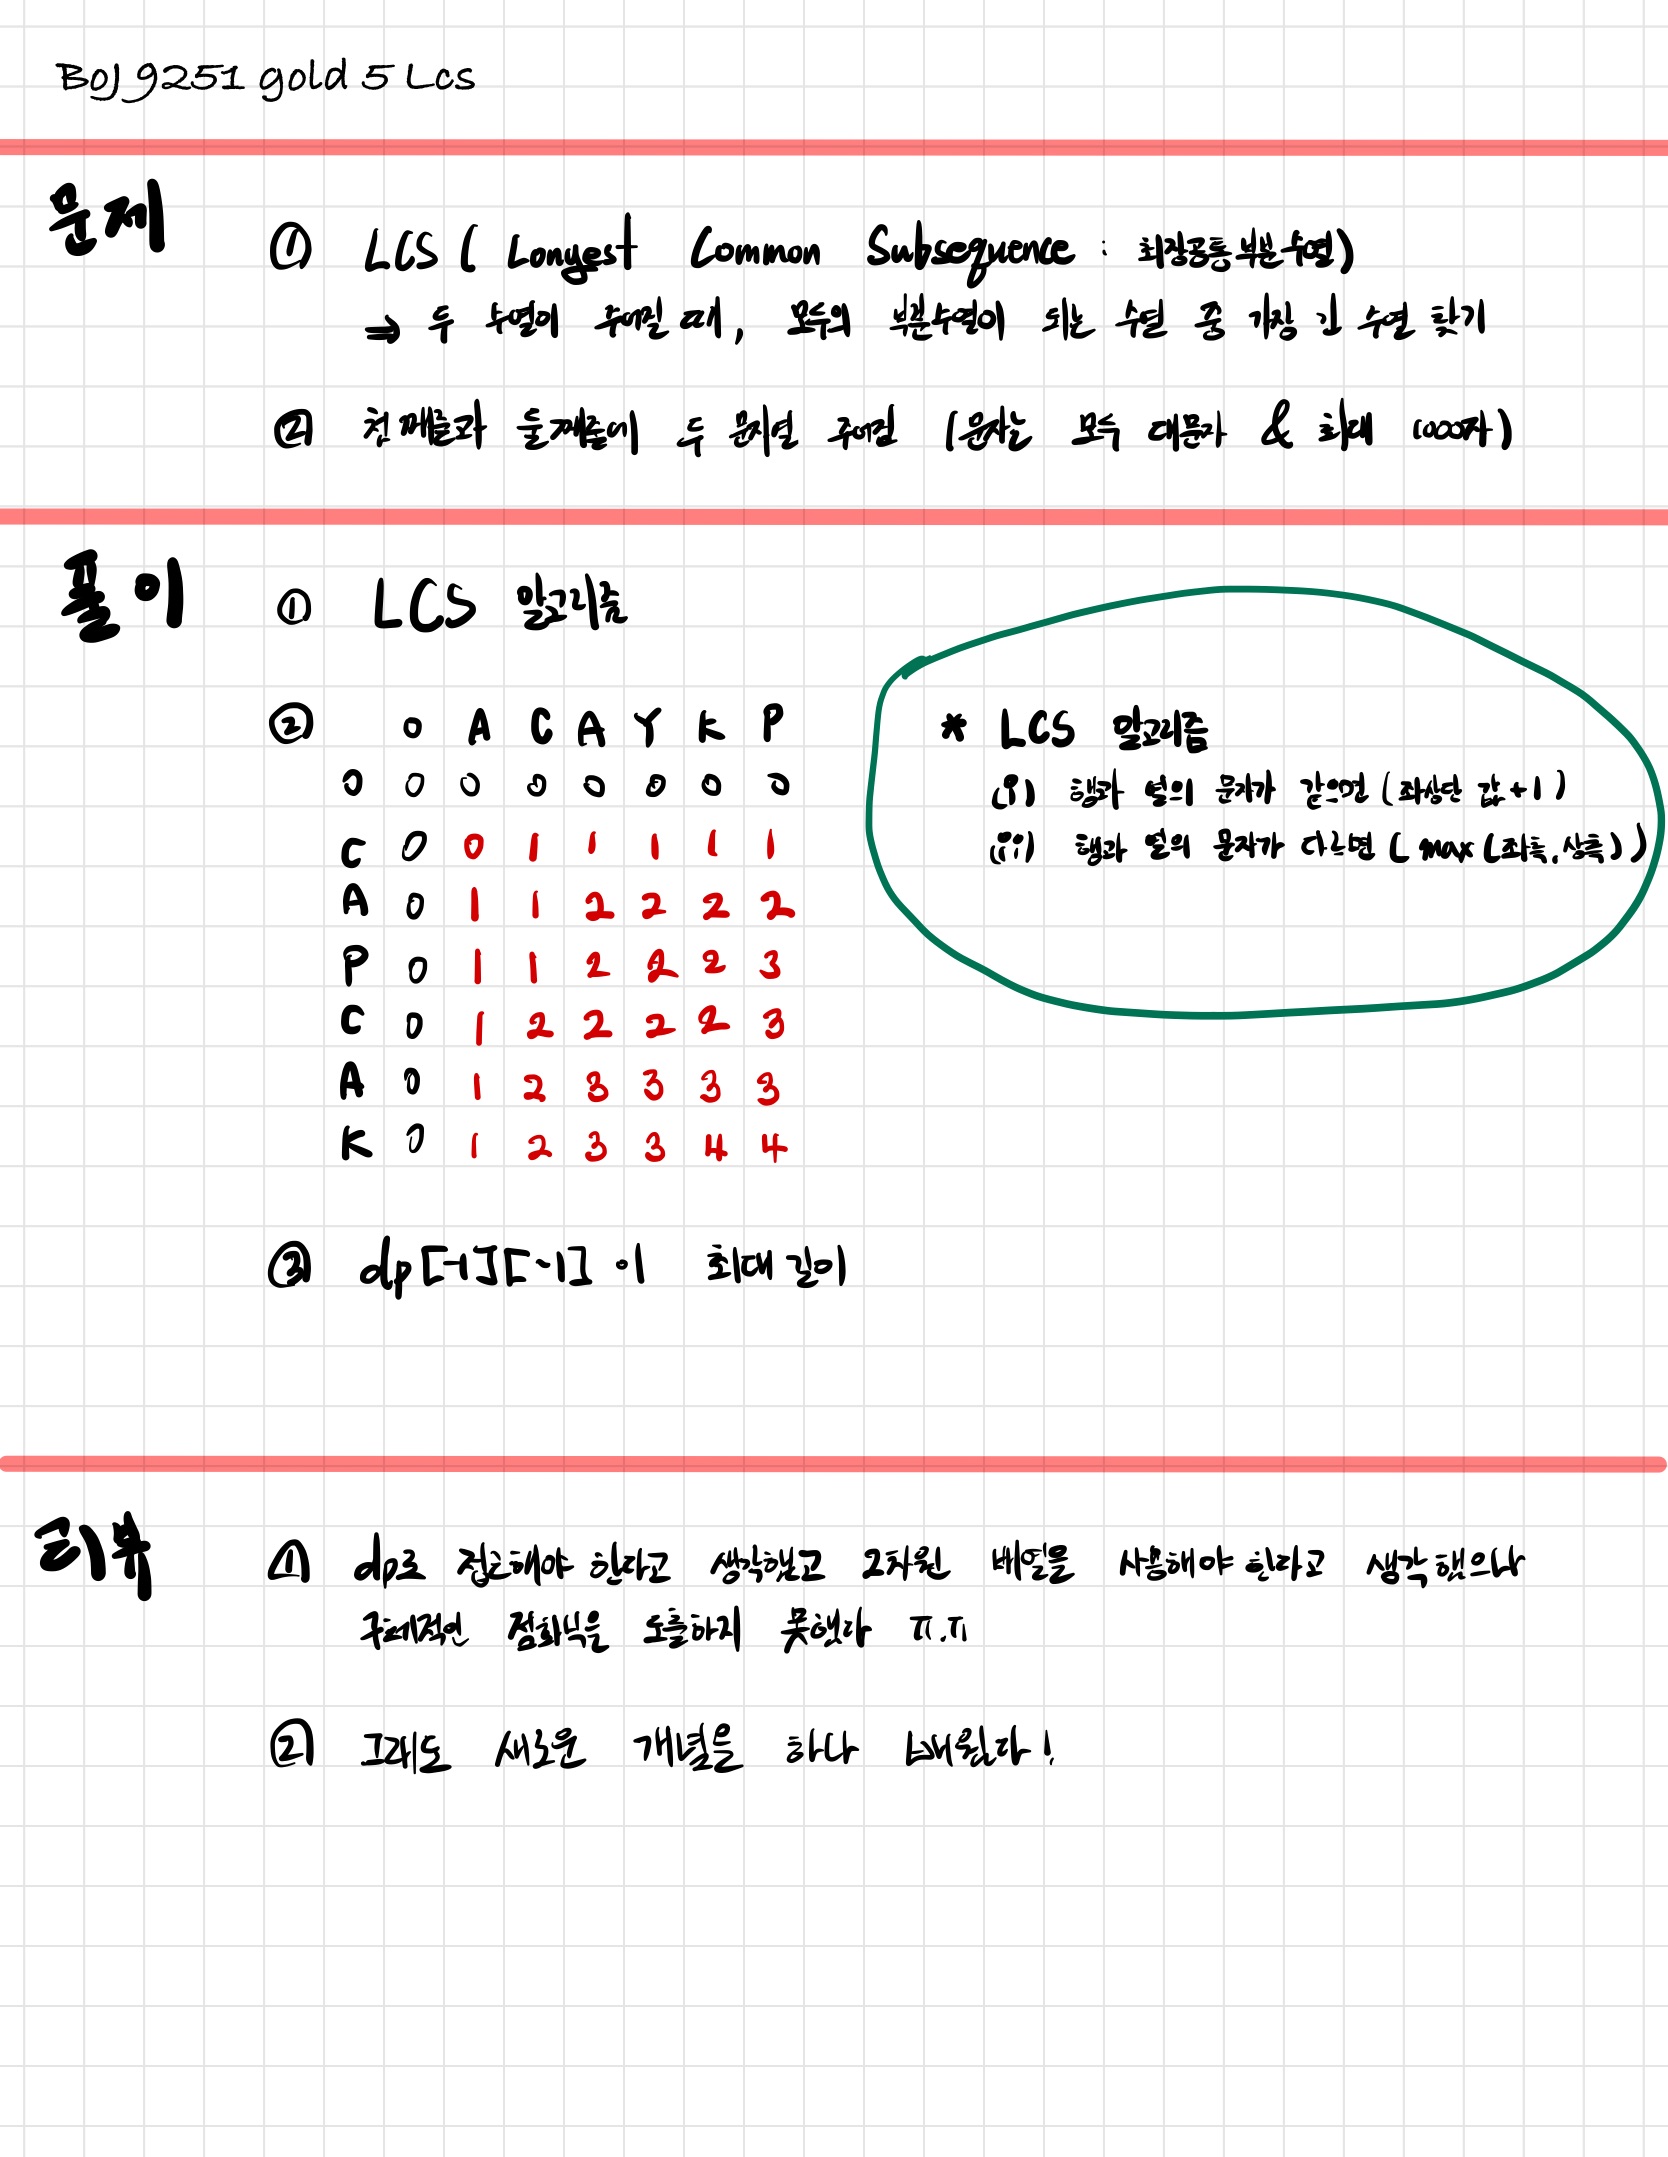 BOJ 9251 gold 5 Lcs
문제
① LCS ( Longest Common Subsequence : 최장공통부분수열)
⇒ 두 수열이 주어질 때, 모두의 부분수열이 되는 수열 중 가장 긴 수열 찾기
② 첫째줄과 둘째줄에 두 문자열 주어짐 (문자는 모두 대문자 & 최대 1000자)
풀이
① LCS 알고리즘
② 0 A C A Y K P
0 0 0 0 0 0 0 0
C 0 0 1 1 1 1 1
A 0 1 1 2 2 2 2
P 0 1 1 2 2 2 3
C 0 1 2 2 2 2 3
A 0 1 2 3 3 3 3
K 0 1 2 3 3 4 4
* LCS 알고리즘
(i) 행과 열의 문자가 같으면 (좌상단 값 +1)
(ii) 행과 열의 문자가 다르면 ( max (좌측, 상측) )
③ dp[-1][-1] 이 최대 길이
리뷰
① dp로 접근해야 한다고 생각했고 2차원 배열을 사용해야 한다고 생각했으나
구체적인 점화식을 도출하지 못했다 ㅠ.ㅠ
② 그래도 새로운 개념을 하나 배웠다!